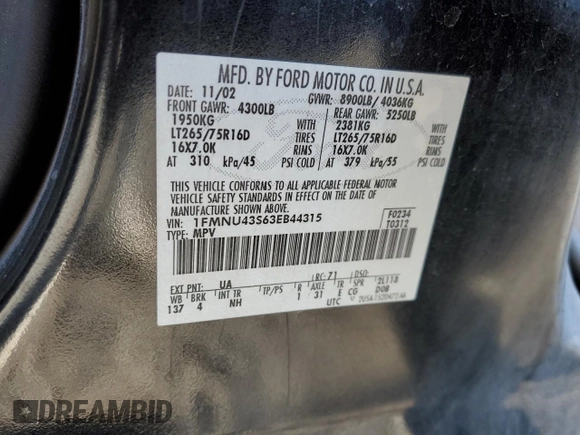 MFD. BY FORD MOTOR CO. IN U.S.A.
DATE: 11/02 GVWR: 8900LB/ 4036KG
FRONT GAWR: 4300LB REAR GAWR: 5250LB
1950KG WITH 2381KG WITH
LT265/75R16D TIRES LT265/75R16D TIRES
16X7.0K RIMS 16X7.0K RIMS
AT 310 kPa/45 PSI COLD AT 379 kPa/55 PSI COLD
THIS VEHICLE CONFORMS TO ALL APPLICABLE FEDERAL MOTOR
VEHICLE SAFETY STANDARDS IN EFFECT ON THE DATE OF
MANUFACTURE SHOWN ABOVE.
VIN: 1FMNU43S63EB44315 F0234
TYPE: MPV T0312
EXT PNT: UA RC: 71 DSO:
WB BRK INT TR TP/PS R AXLE TR SPR 2L118
137 4 NH 1 31 E CG DOB
UTC
DREAMBID